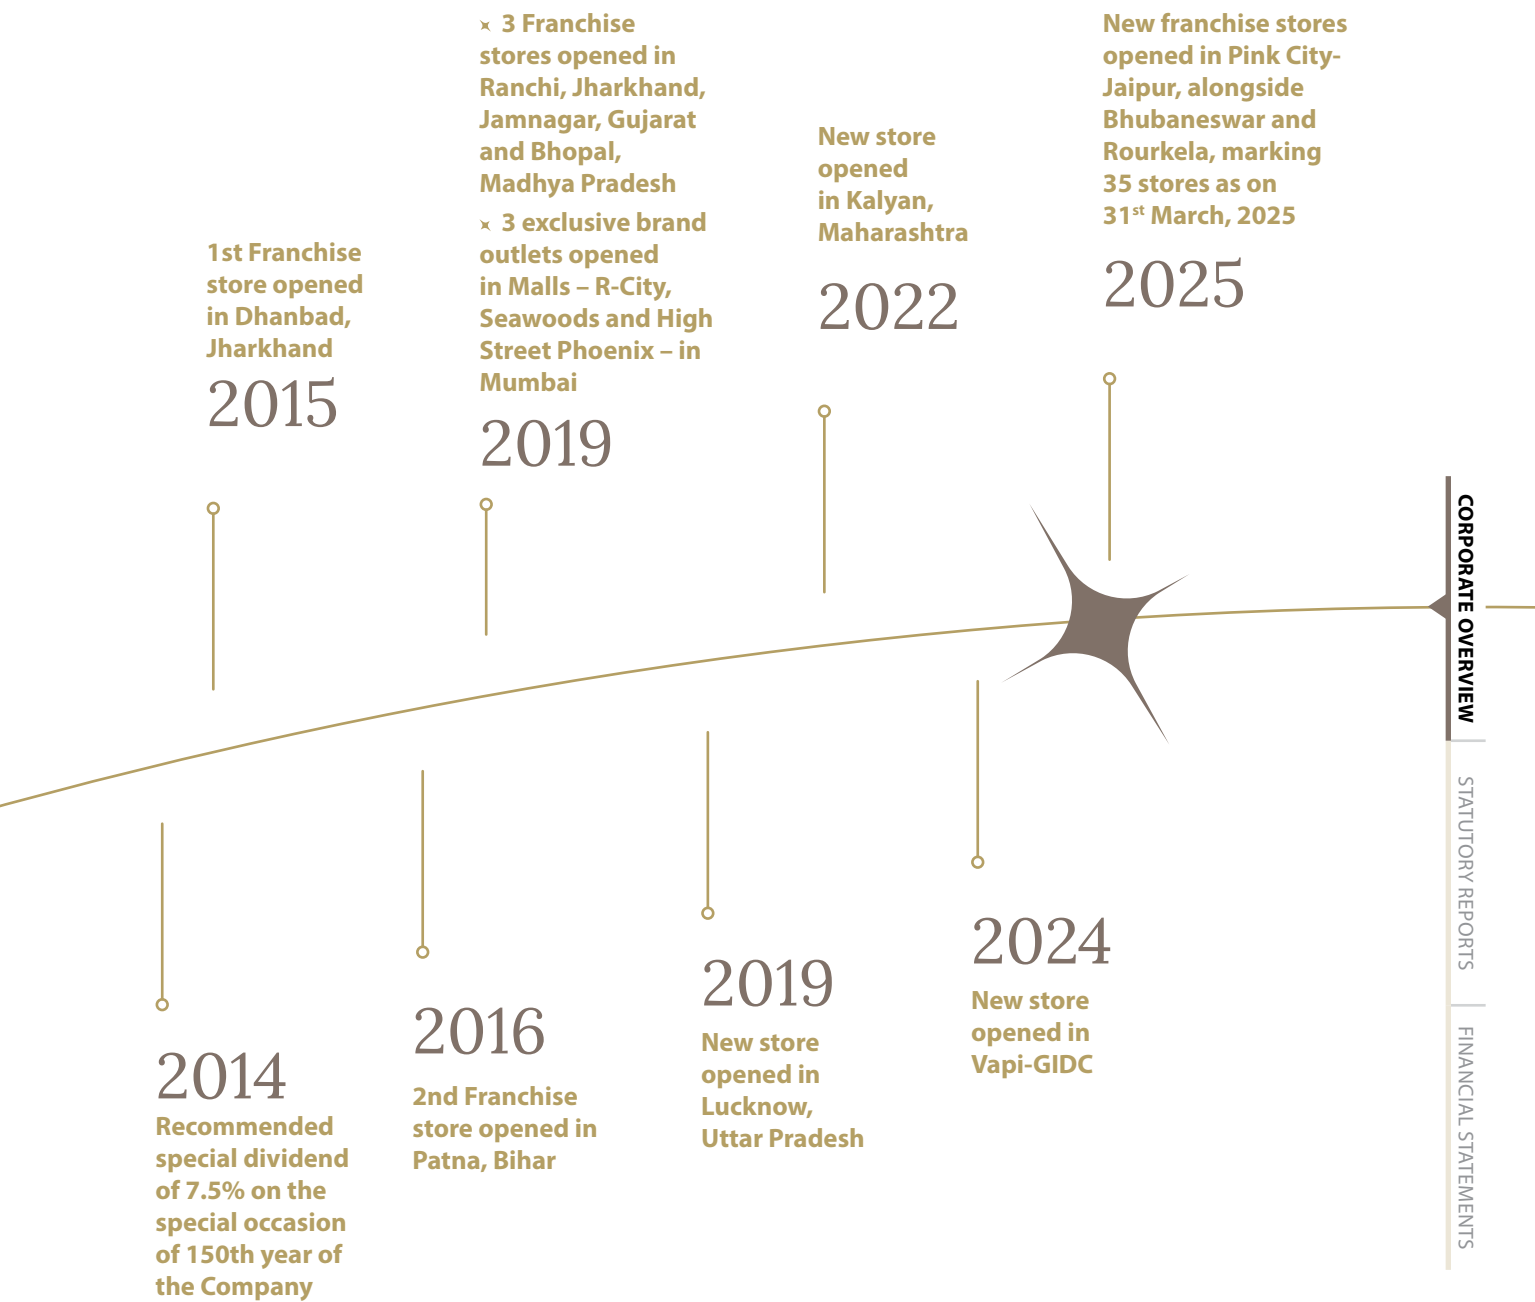 1st Franchise
store opened
in Dhanbad,
Jharkhand
2015
3 Franchise
stores opened in
Ranchi, Jharkhand,
Jamnagar, Gujarat
and Bhopal,
Madhya Pradesh
3 exclusive brand
outlets opened
in Malls – R-City,
Seawoods and High
Street Phoenix – in
Mumbai
2019
New store
opened
in Kalyan,
Maharashtra
2022
New franchise stores
opened in Pink City-
Jaipur, alongside
Bhubaneswar and
Rourkela, marking
35 stores as on
31st March, 2025
2025
2014
Recommended
special dividend
of 7.5% on the
special occasion
of 150th year of
the Company
2016
2nd Franchise
store opened in
Patna, Bihar
2019
New store
opened in
Lucknow,
Uttar Pradesh
2024
New store
opened in
Vapi-GIDC
CORPORATE OVERVIEW
STATUTORY REPORTS
FINANCIAL STATEMENTS